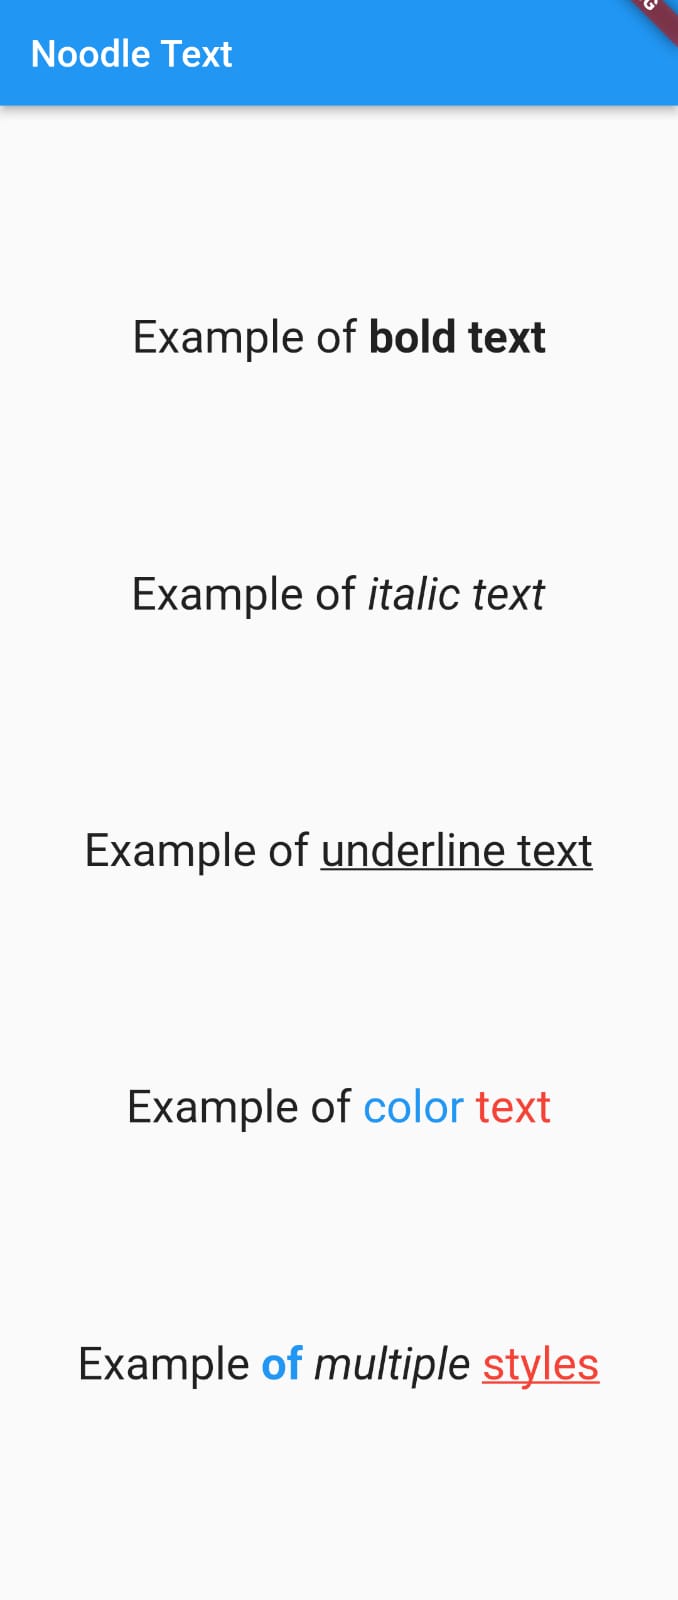 Noodle Text
Example of bold text
Example of italic text
Example of underline text
Example of color text
Example of multiple styles